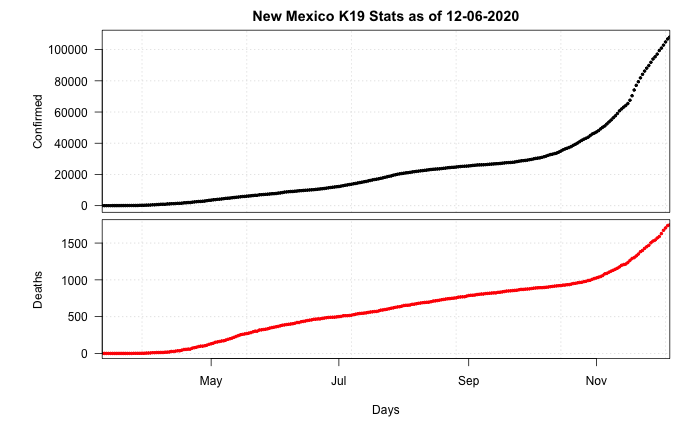 New Mexico K19 Stats as of 12-06-2020
Confirmed
100000
80000
60000
40000
20000
0
Deaths
1500
1000
500
0
May Jul Sep Nov
Days